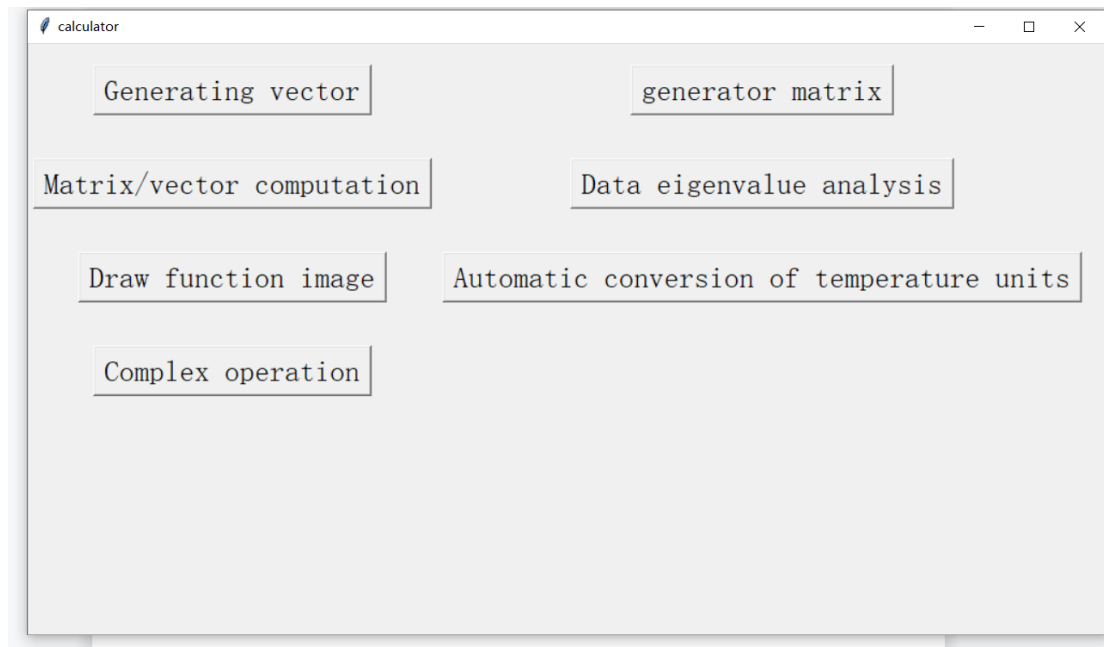 calculator
Generating vector
generator matrix
Matrix/vector computation
Data eigenvalue analysis
Draw function image
Automatic conversion of temperature units
Complex operation